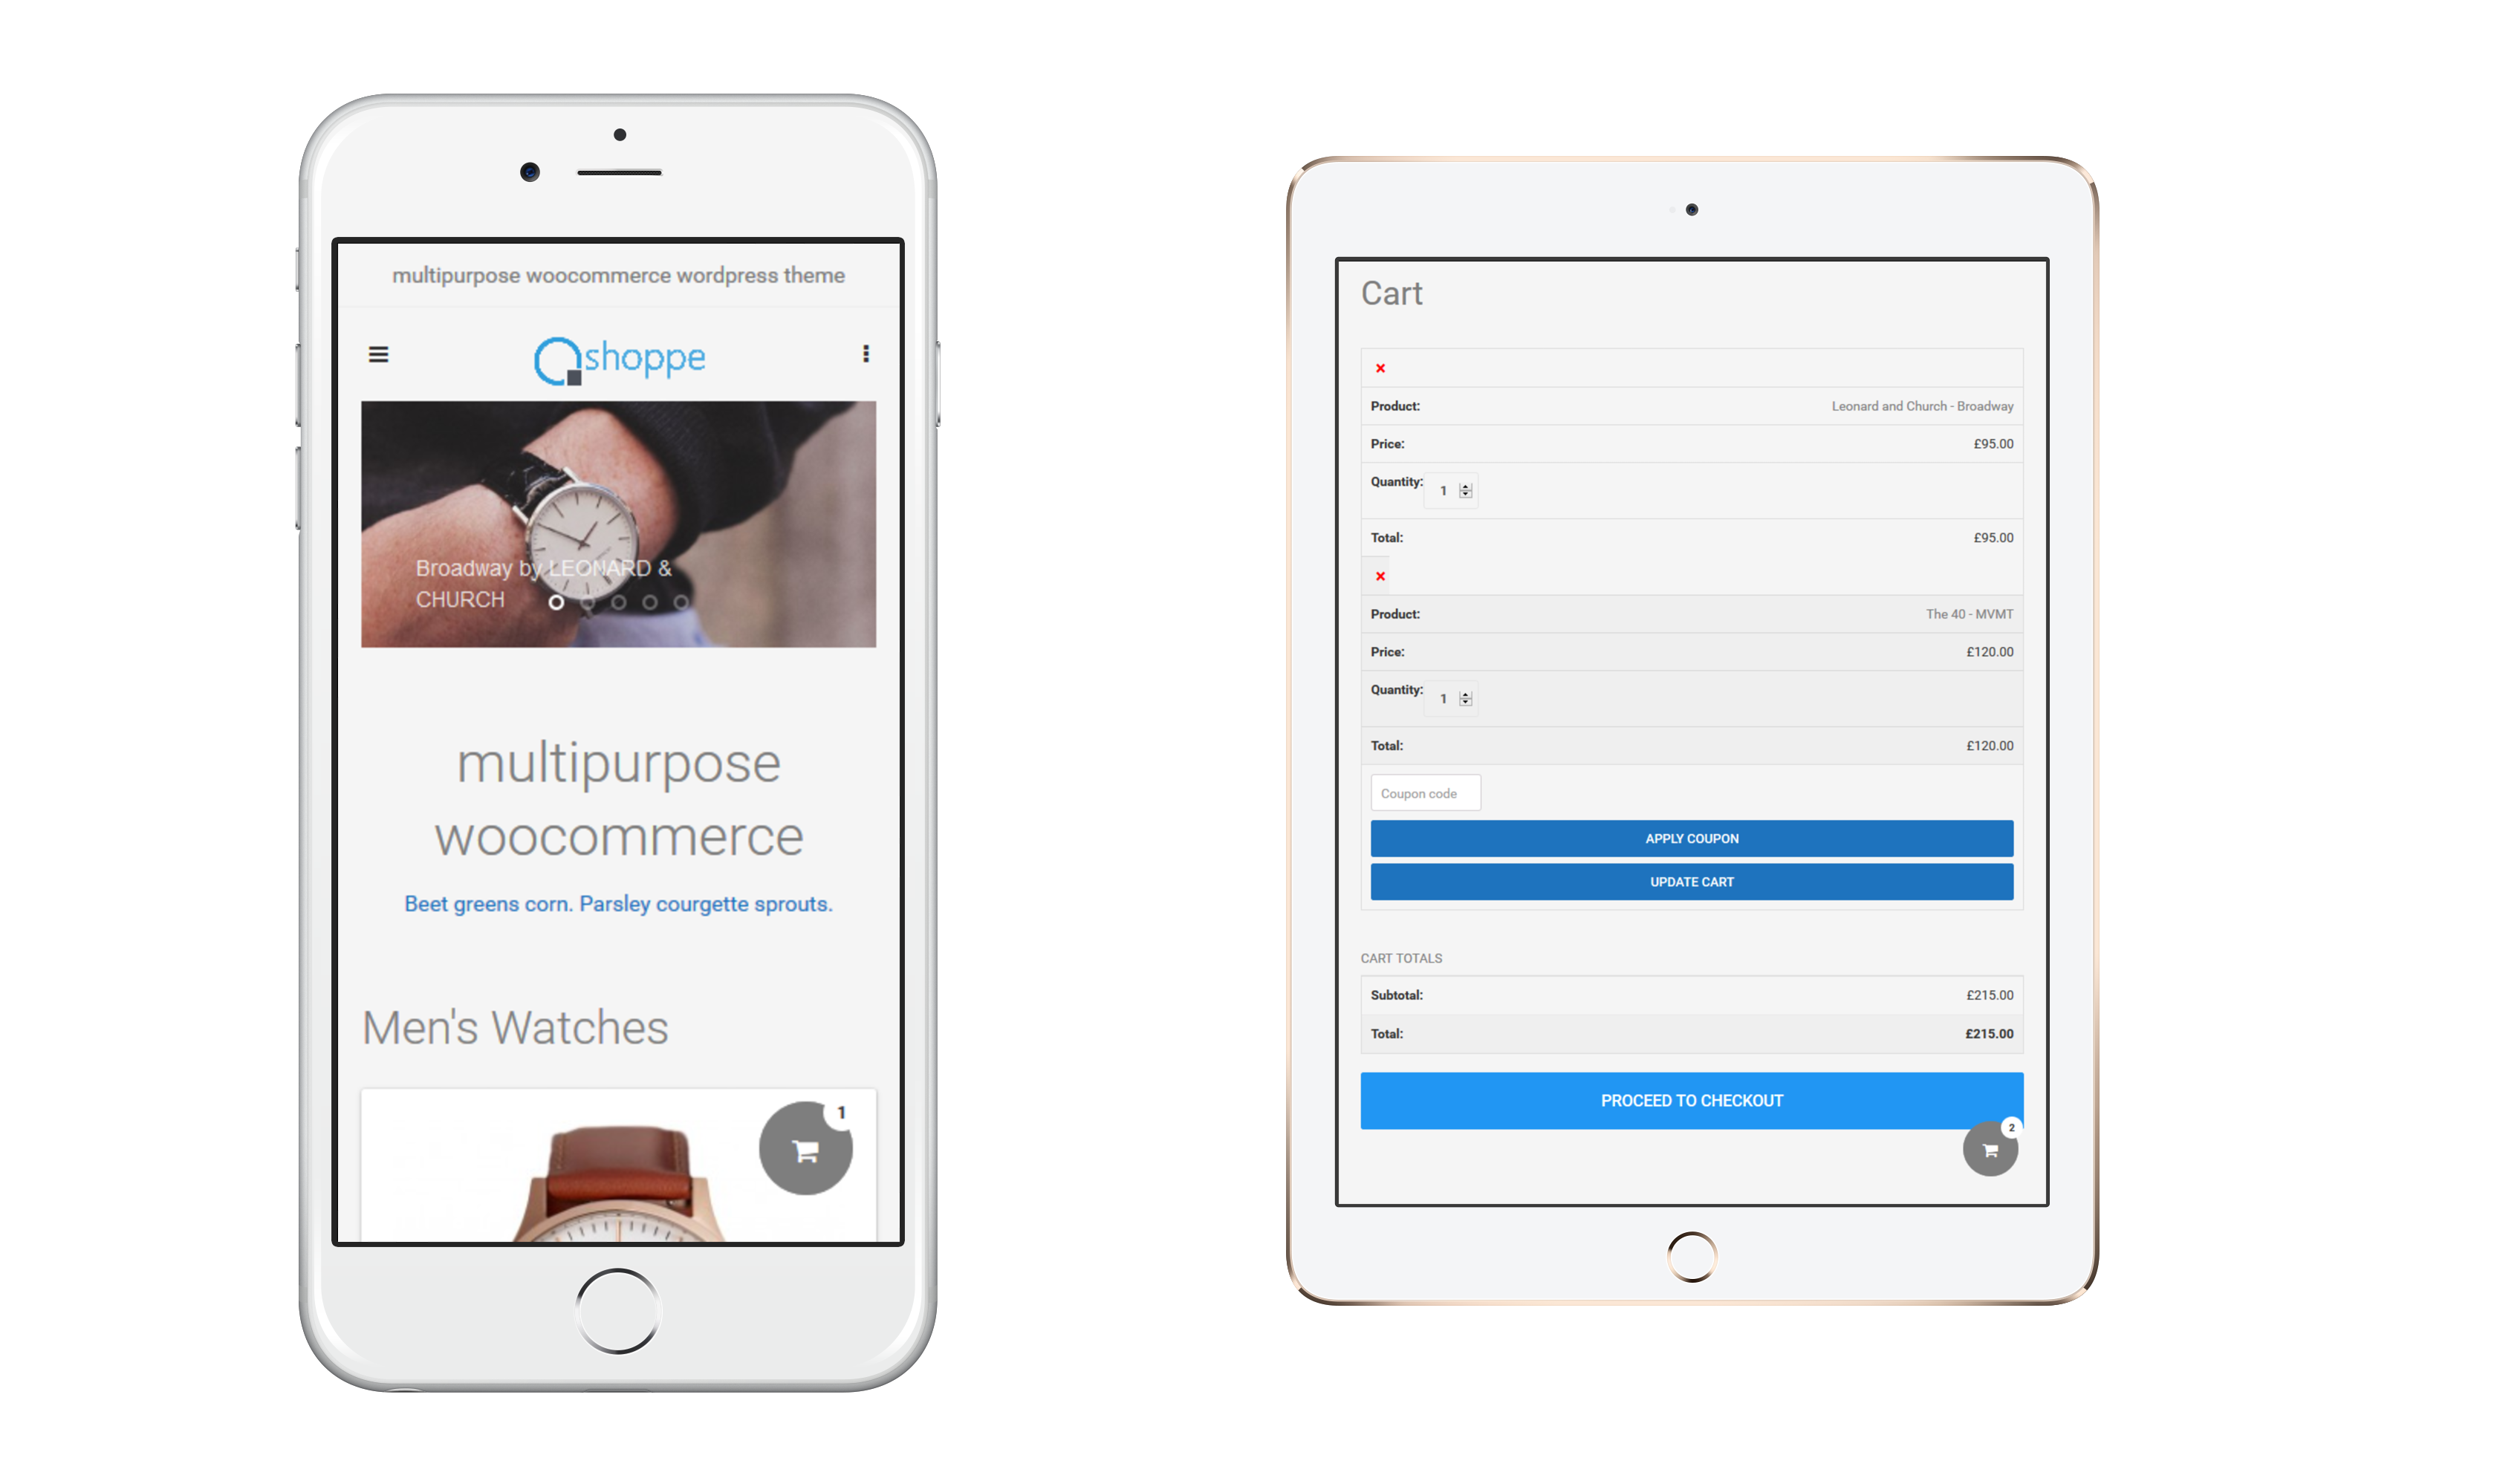 multipurpose woocommerce wordpress theme
shoppe
Broadway by LEONARD &
CHURCH
multipurpose
woocommerce
Beet greens corn. Parsley courgette sprouts.
Men's Watches
1
Cart
×
Product: Leonard and Church - Broadway
Price: £95.00
Quantity: 1
Total: £95.00
×
Product: The 40 - MVMT
Price: £120.00
Quantity: 1
Total: £120.00
Coupon code
APPLY COUPON
UPDATE CART
CART TOTALS
Subtotal: £215.00
Total: £215.00
PROCEED TO CHECKOUT
2